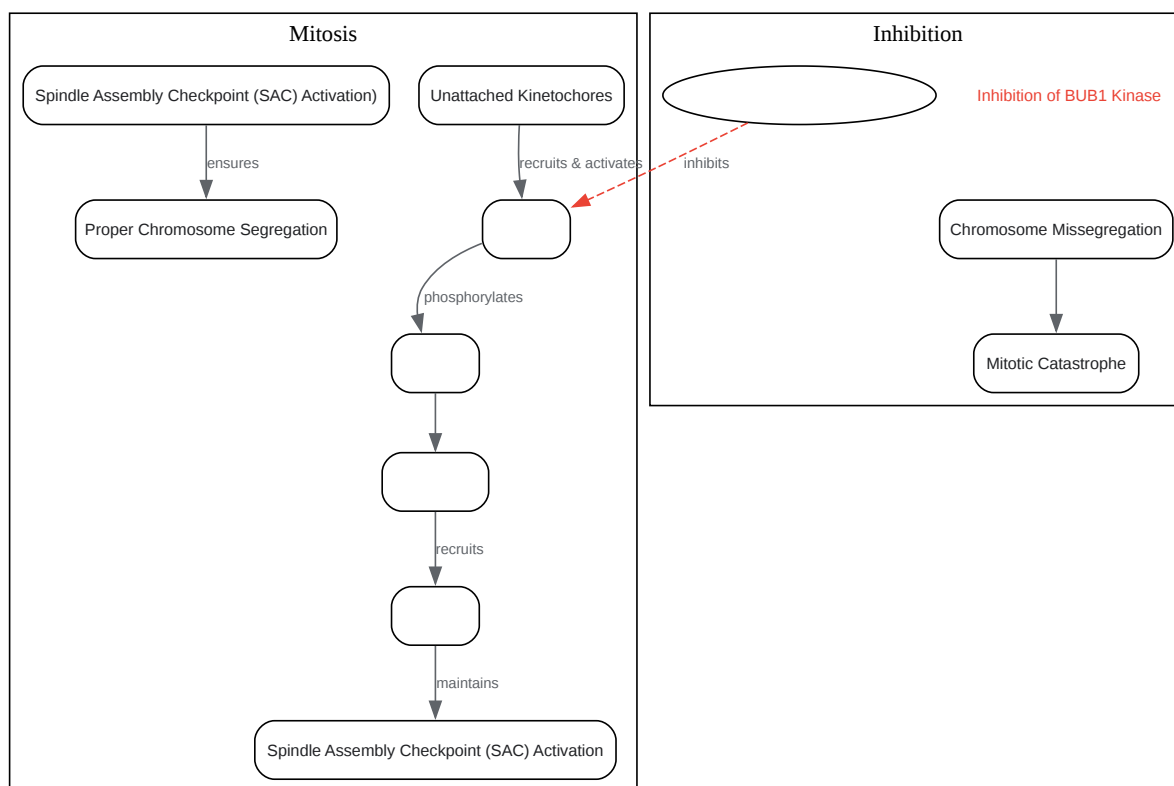 Mitosis
Spindle Assembly Checkpoint (SAC) Activation)
Unattached Kinetochores
ensures
recruits & activates
Proper Chromosome Segregation
phosphorylates
recruits
maintains
Spindle Assembly Checkpoint (SAC) Activation
Inhibition
Inhibition of BUB1 Kinase
inhibits
Chromosome Missegregation
Mitotic Catastrophe